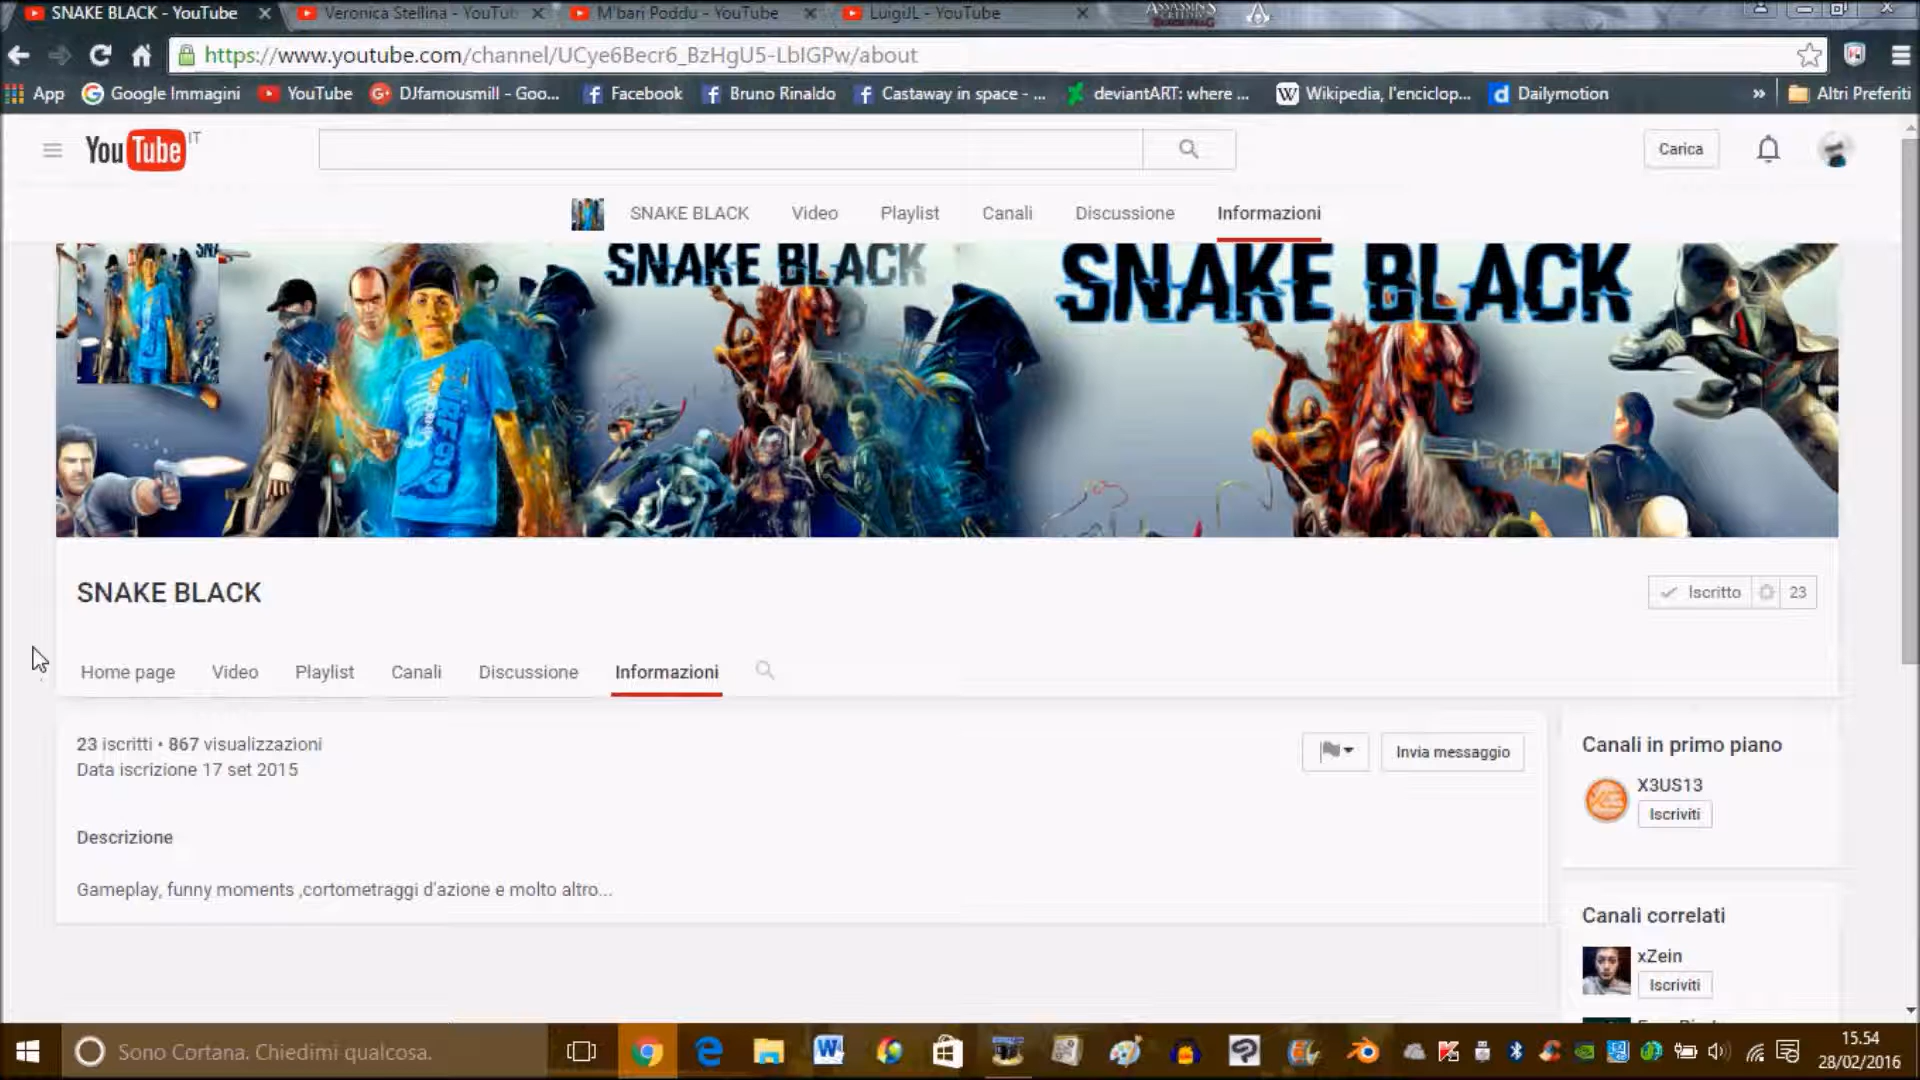 SNAKE BLACK - YouTube
Veronica Stellina - YouTub
M'bari Poddu - YouTube
LuigiJL - YouTube
https://www.youtube.com/channel/UCye6Becr6_BzHgU5-LbIGPw/about
App
Google Immagini
YouTube
DJfamousmill - Goo...
Facebook
Bruno Rinaldo
Castaway in space - ...
deviantART: where ...
Wikipedia, l'enciclop...
Dailymotion
»
Altri Preferiti
YouTube IT
Carica
SNAKE BLACK
Video
Playlist
Canali
Discussione
Informazioni
SNAKE BLACK
SNAKE BLACK
SNAKE BLACK
Iscritto
23
Home page
Video
Playlist
Canali
Discussione
Informazioni
23 iscritti • 867 visualizzazioni
Data iscrizione 17 set 2015
Invia messaggio
Descrizione
Gameplay, funny moments ,cortometraggi d'azione e molto altro...
Canali in primo piano
X3US13
Iscriviti
Canali correlati
xZein
Iscriviti
Sono Cortana. Chiedimi qualcosa.
15.54
28/02/2016